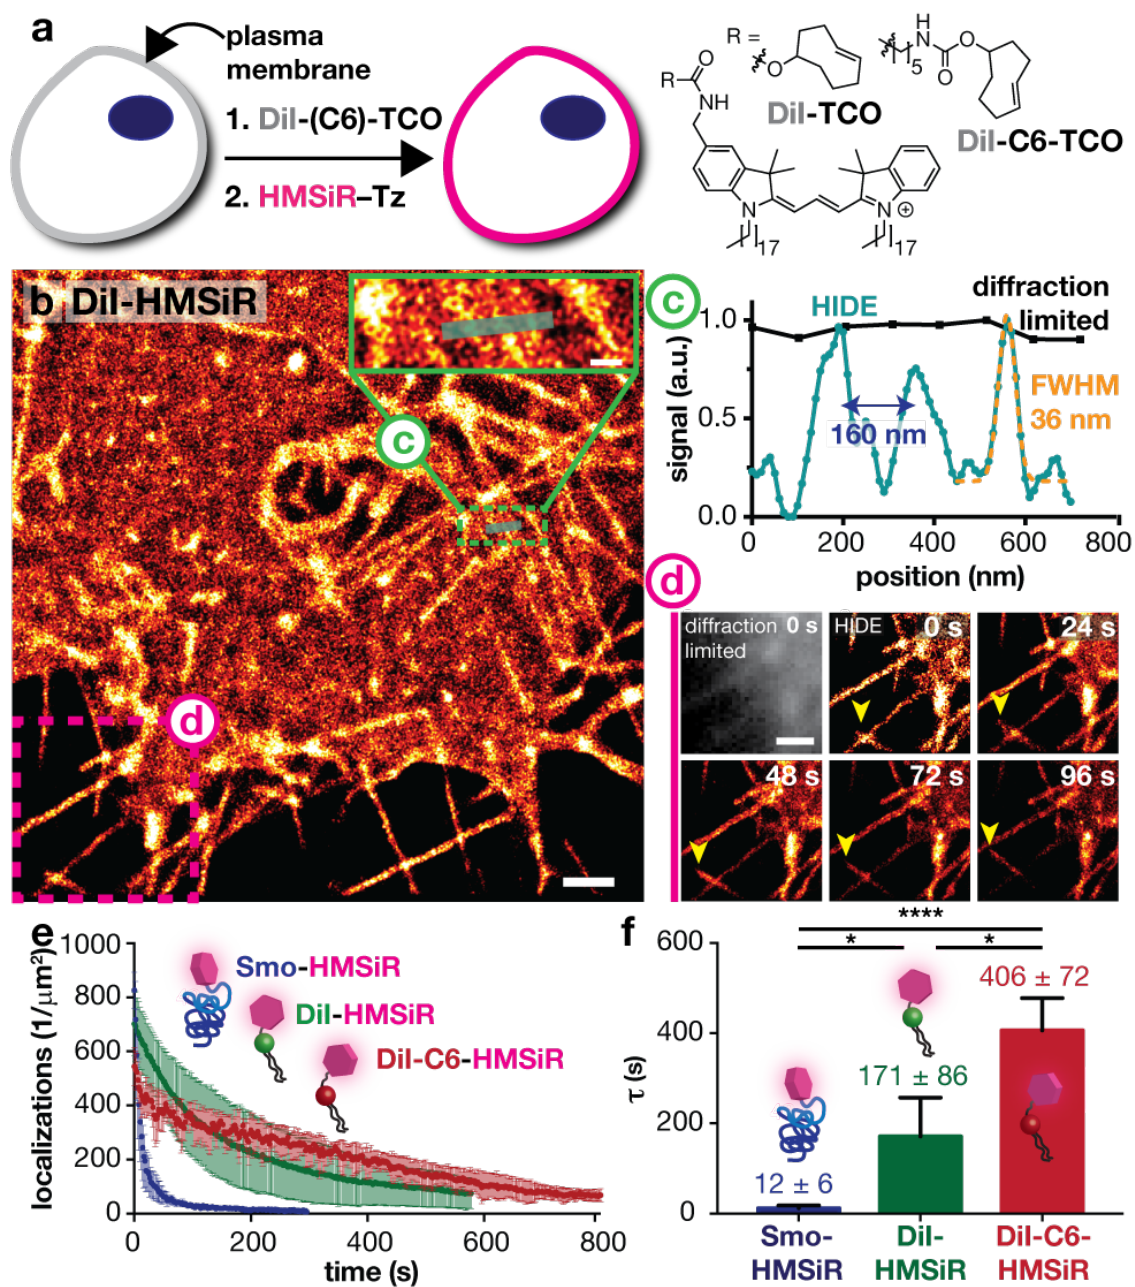 a
plasma
membrane
1. DiI-(C6)-TCO
2. HMSiR–Tz
R =
O
R
O
NH
DiI-TCO
H
N
5
O
O
DiI-C6-TCO
N
N
+
17
17
b DiI-HMSiR
c
c
HIDE
diffraction
limited
FWHM
36 nm
160 nm
signal (a.u.)
1.0
0.5
0.0
0
200
400
600
800
position (nm)
d
d
diffraction
limited
0 s
HIDE
0 s
24 s
48 s
72 s
96 s
e
localizations (1/μm²)
1000
800
600
400
200
0
Smo-HMSiR
DiI-HMSiR
DiI-C6-HMSiR
0
200
400
600
800
time (s)
f
τ (s)
600
400
200
0
****
*
*
12 ± 6
171 ± 86
406 ± 72
Smo-
HMSiR
DiI-
HMSiR
DiI-C6-
HMSiR